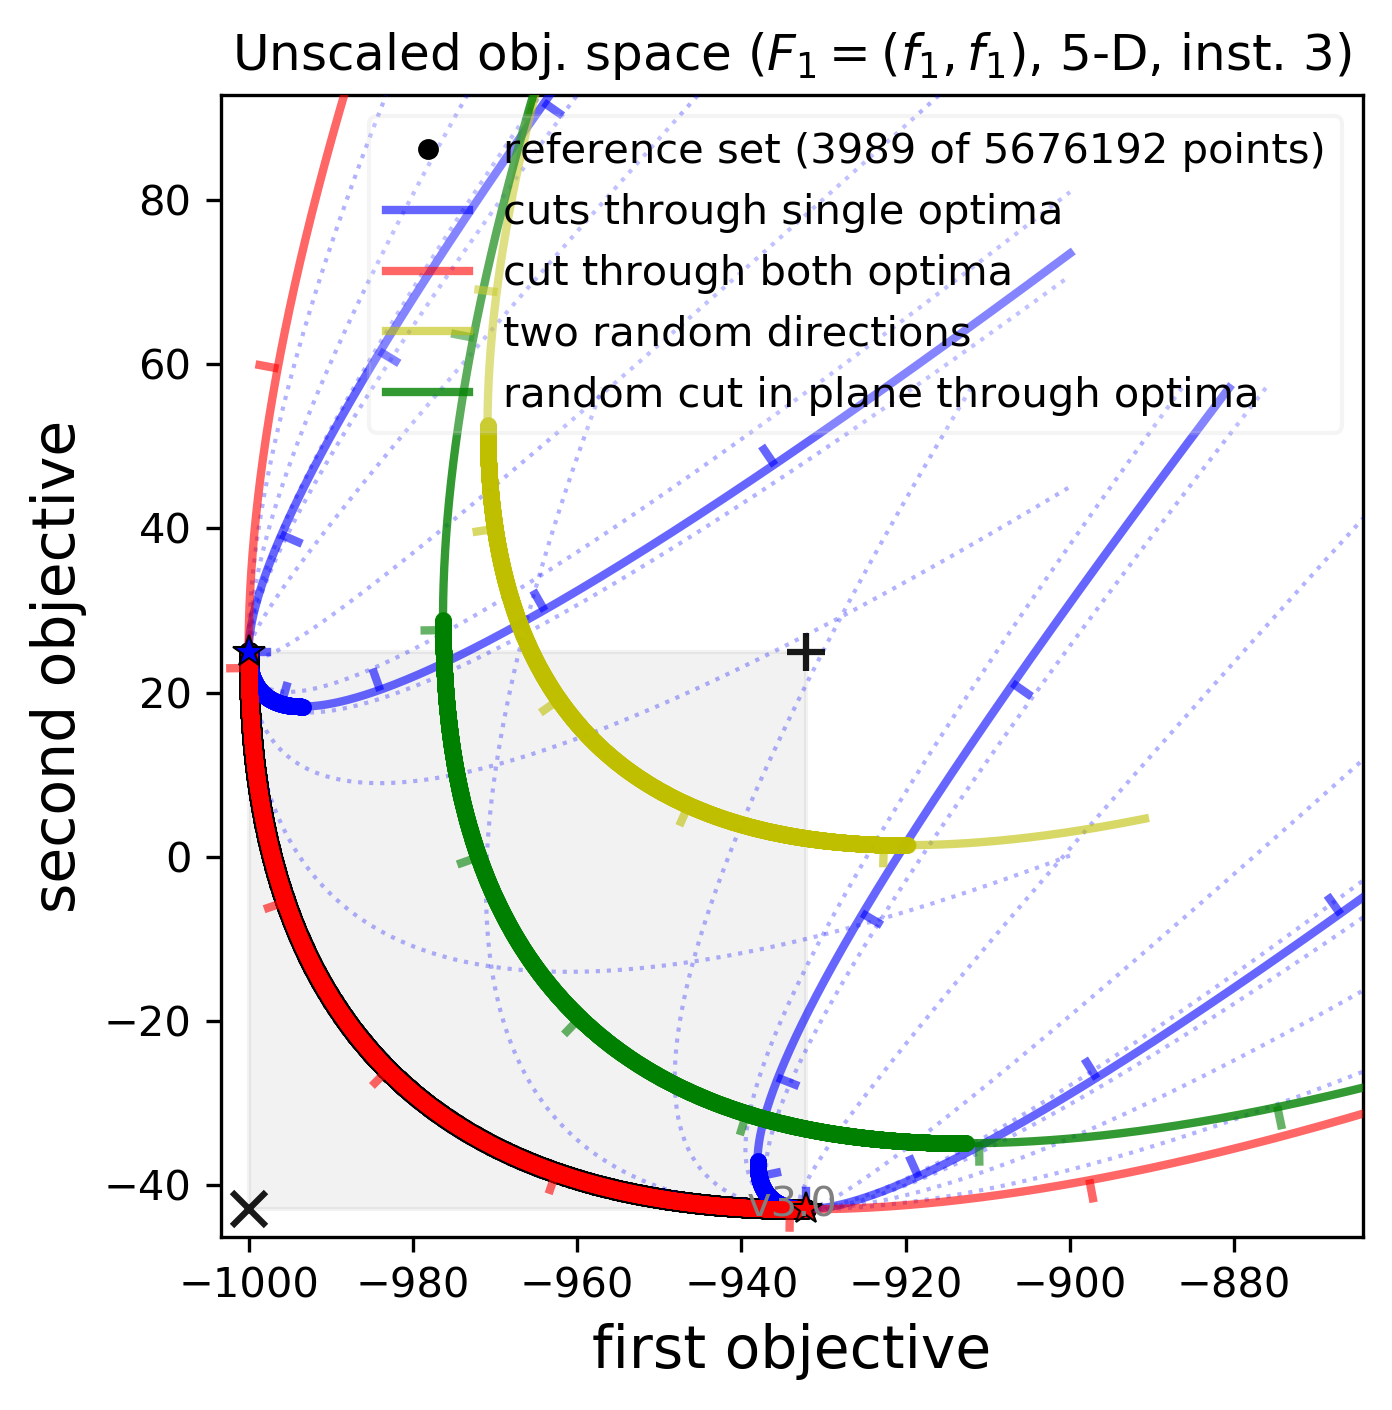 Unscaled obj. space (F₁ = (f₁, f₁), 5-D, inst. 3)
reference set (3989 of 5676192 points)
cuts through single optima
cut through both optima
two random directions
random cut in plane through optima
second objective
80
60
40
20
0
−20
−40
v3.0
−1000 −980 −960 −940 −920 −900 −880
first objective